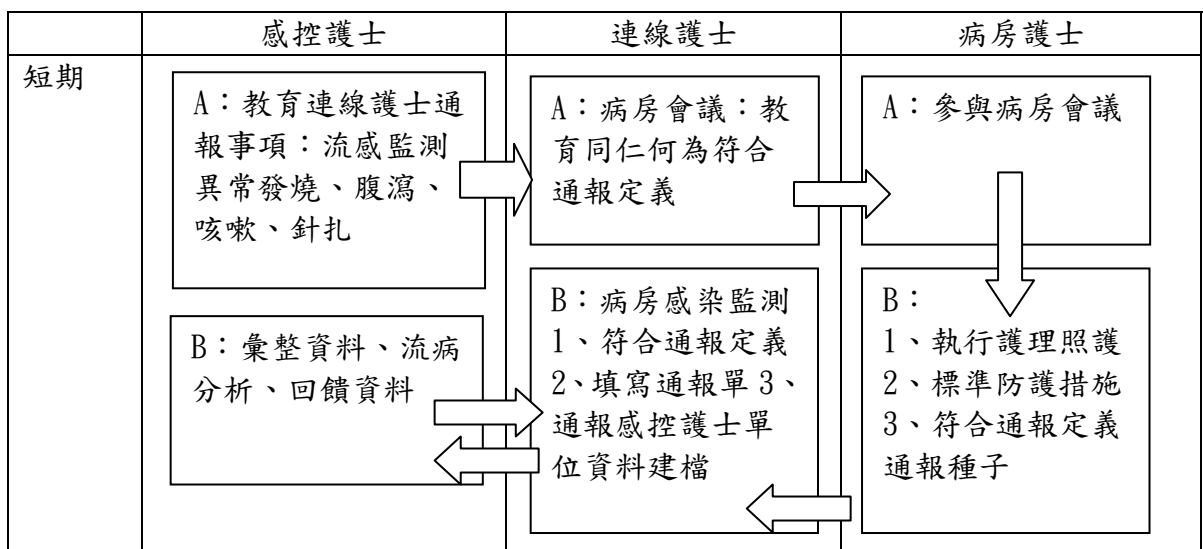 感控護士
連線護士
病房護士
短期
A：教育連線護士通
報事項：流感監測
異常發燒、腹瀉、
咳嗽、針扎
A：病房會議：教
育同仁何為符合
通報定義
A：參與病房會議
B：彙整資料、流病
分析、回饋資料
B：病房感染監測
1、符合通報定義
2、填寫通報單 3、
通報感控護士單
位資料建檔
B：
1、執行護理照護
2、標準防護措施
3、符合通報定義
通報種子